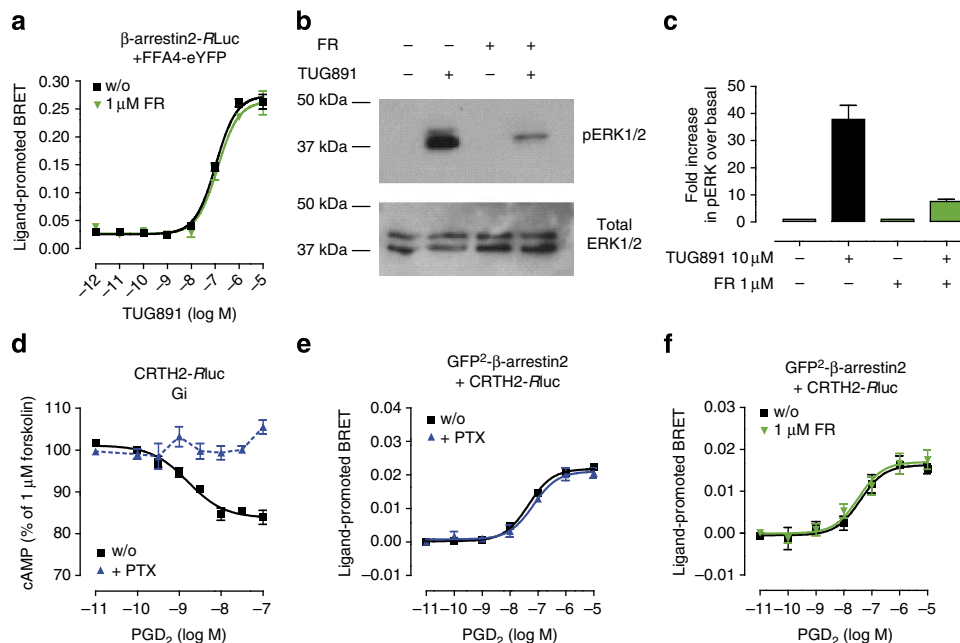 a
β-arrestin2-RLuc
+FFA4-eYFP
Ligand-promoted BRET
0.30
0.25
0.20
0.15
0.10
0.05
0.00
w/o
1 μM FR
–12
–11
–10
–9
–8
–7
–6
–5
TUG891 (log M)
b
FR – – + +
TUG891 – + – +
50 kDa
37 kDa
pERK1/2
50 kDa
37 kDa
Total
ERK1/2
c
Fold increase
in pERK over basal
50
40
30
20
10
0
TUG891 10 μM – + – +
FR 1 μM – – + +
d
CRTH2-Rluc
Gi
cAMP (% of 1 μM forskolin)
110
100
90
80
70
w/o
+ PTX
–11 –10 –9 –8 –7
PGD₂ (log M)
e
GFP²-β-arrestin2
+ CRTH2-Rluc
Ligand-promoted BRET
0.04
0.03
0.02
0.01
0.00
–0.01
w/o
+ PTX
–11 –10 –9 –8 –7 –6 –5
PGD₂ (log M)
f
GFP²-β-arrestin2
+ CRTH2-Rluc
Ligand-promoted BRET
0.03
0.02
0.01
0.00
–0.01
w/o
1 μM FR
–11 –10 –9 –8 –7 –6 –5
PGD₂ (log M)